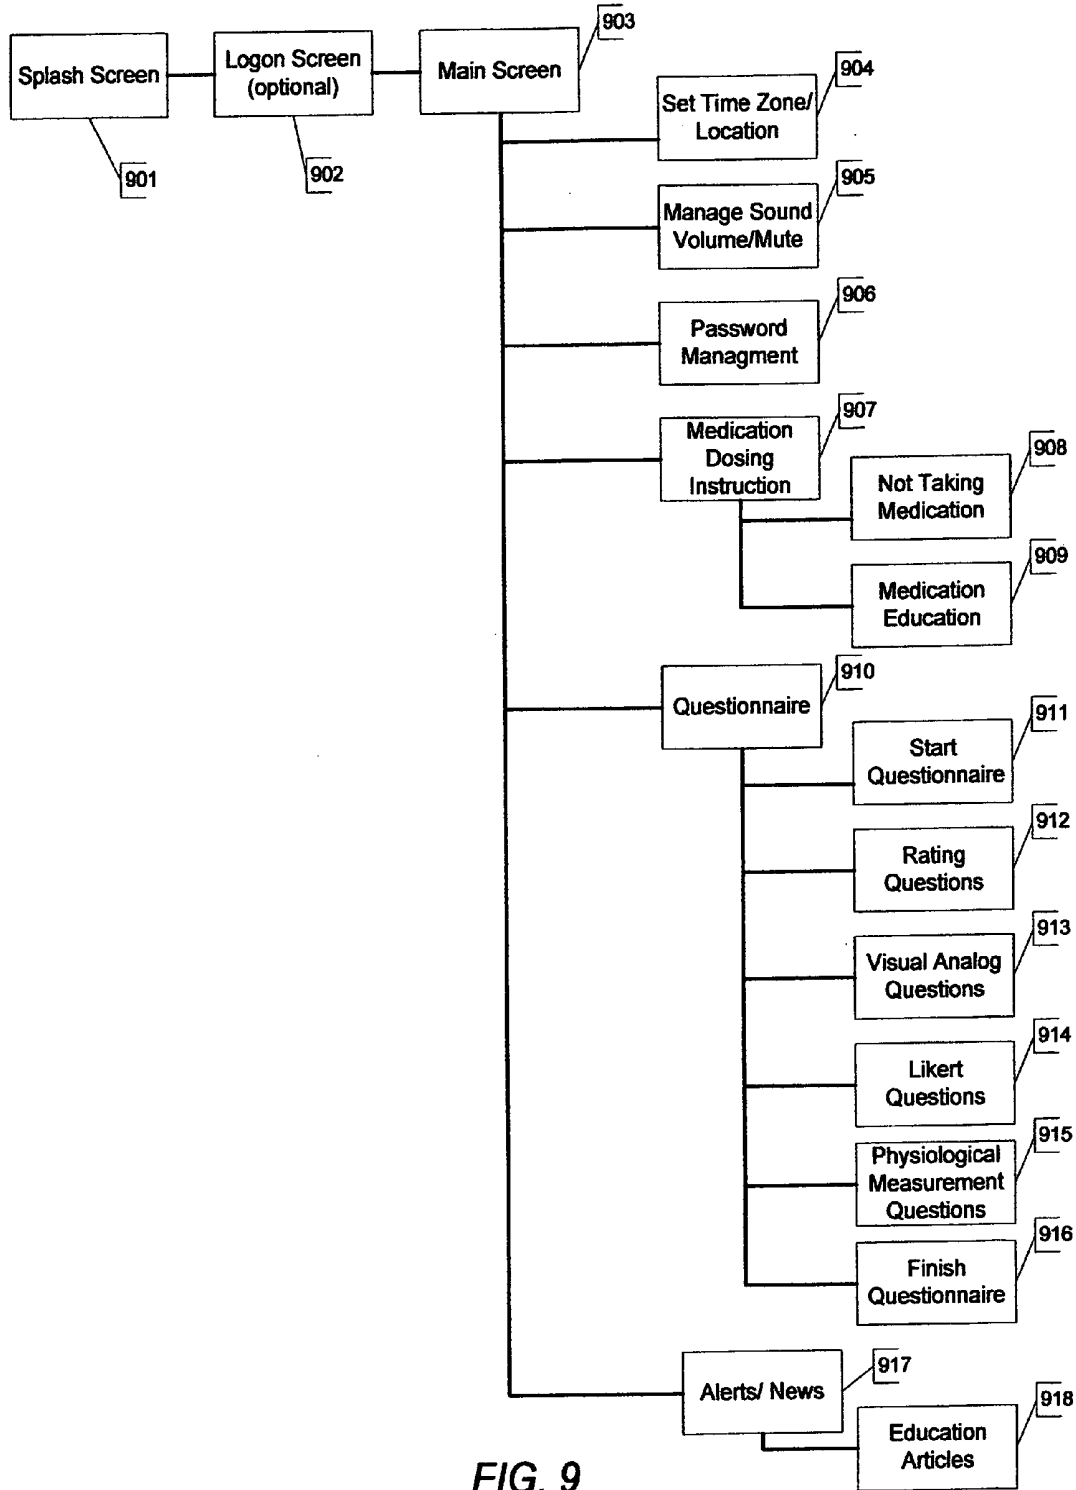 903
Splash Screen
Logon Screen
(optional)
Main Screen
901
902
904
Set Time Zone/
Location
905
Manage Sound
Volume/Mute
906
Password
Managment
907
Medication
Dosing
Instruction
908
Not Taking
Medication
909
Medication
Education
910
Questionnaire
911
Start
Questionnaire
912
Rating
Questions
913
Visual Analog
Questions
914
Likert
Questions
915
Physiological
Measurement
Questions
916
Finish
Questionnaire
917
Alerts/ News
918
Education
Articles
FIG. 9